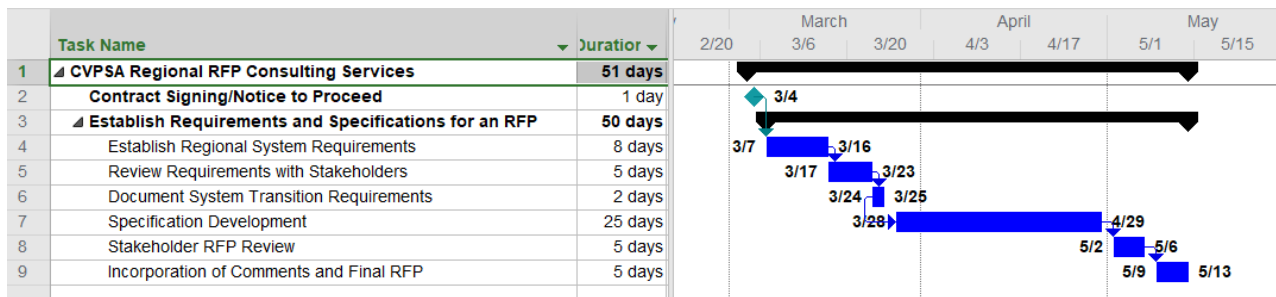 March April May
Task Name Duration 2/20 3/6 3/20 4/3 4/17 5/1 5/15
1 CVPSA Regional RFP Consulting Services 51 days
2 Contract Signing/Notice to Proceed 1 day 3/4
3 Establish Requirements and Specifications for an RFP 50 days
4 Establish Regional System Requirements 8 days 3/7 3/16
5 Review Requirements with Stakeholders 5 days 3/17 3/23
6 Document System Transition Requirements 2 days 3/24 3/25
7 Specification Development 25 days 3/28 4/29
8 Stakeholder RFP Review 5 days 5/2 5/6
9 Incorporation of Comments and Final RFP 5 days 5/9 5/13